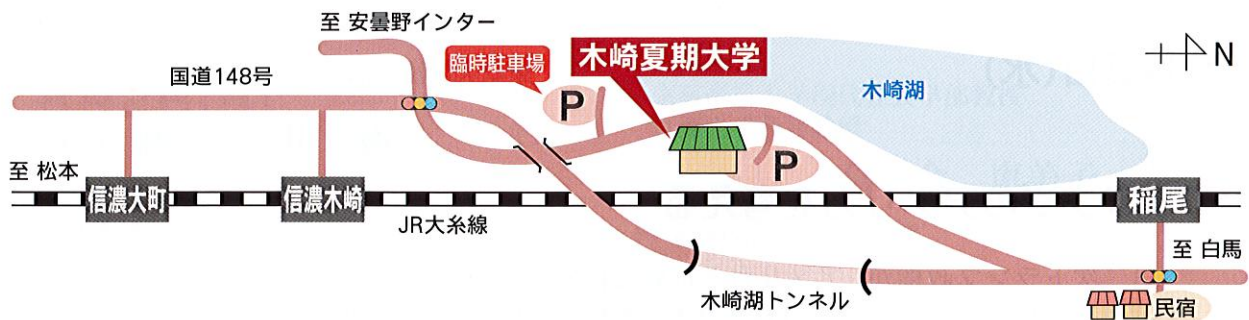 至 安曇野インター
国道148号
臨時駐車場
P
木崎夏期大学
木崎湖
N
P
至 松本
信濃大町
信濃木崎
JR大糸線
稲尾
至 白馬
木崎湖トンネル
民宿